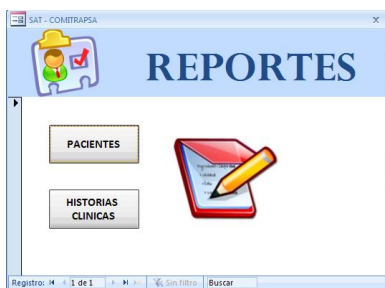 SAT - COMITRAPSA
REPORTES
PACIENTES
HISTORIAS
CLINICAS
Registro: 1 de 1 Sin filtro Buscar